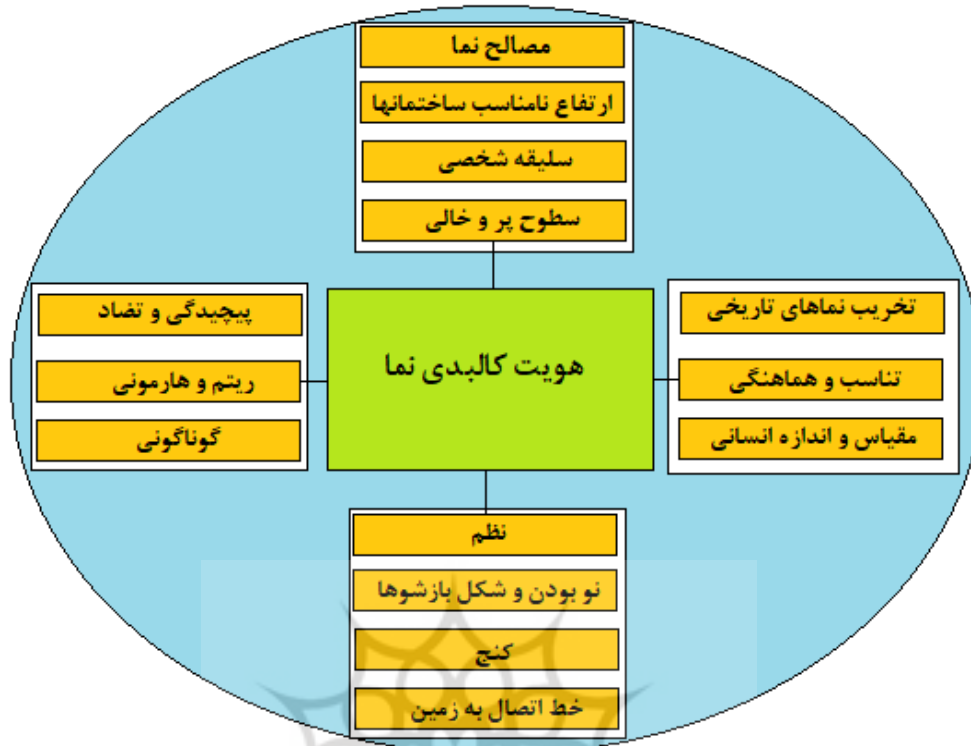 مصالح نما
ارتفاع نامناسب ساختمانها
سلیقه شخصی
سطوح پر و خالی
تخریب نماهای تاریخی
تناسب و هماهنگی
مقیاس و اندازه انسانی
هویت کالبدی نما
پیچیدگی و تضاد
ریتم و هارمونی
گوناگونی
نظم
نو بودن و شکل بازشوها
کنج
خط اتصال به زمین